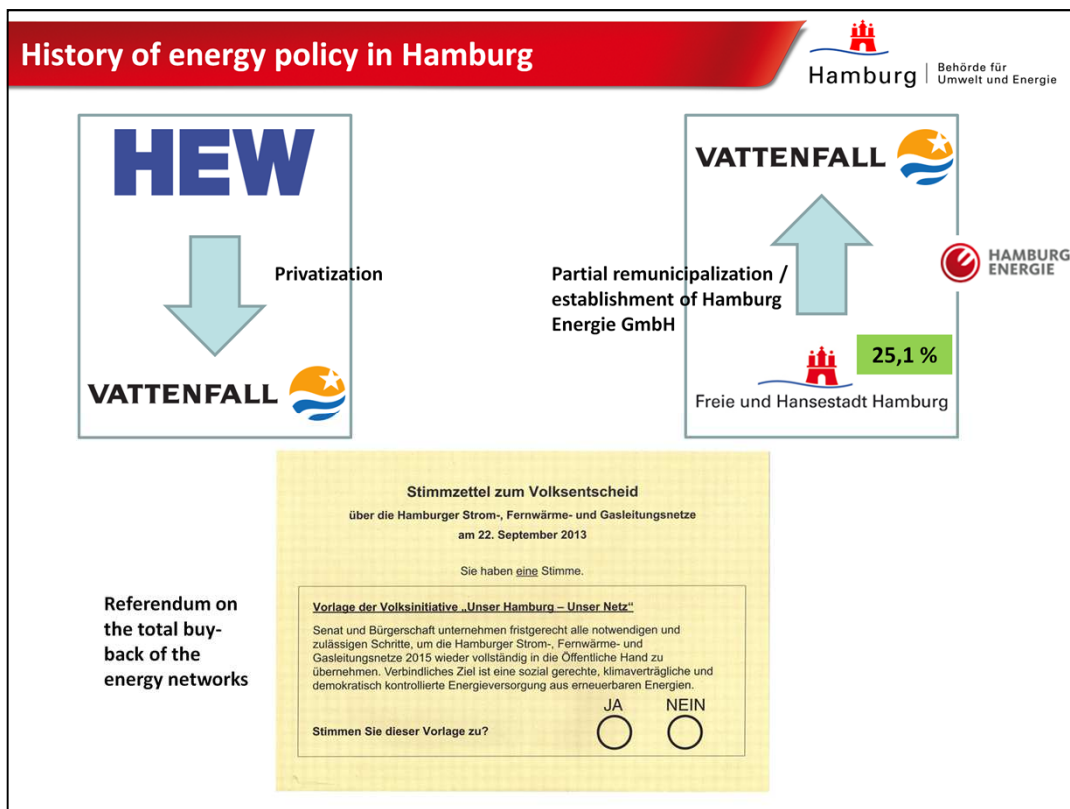 History of energy policy in Hamburg
Hamburg
Behörde für
Umwelt und Energie
HEW
Privatization
VATTENFALL
VATTENFALL
HAMBURG
ENERGIE
Partial remunicipalization /
establishment of Hamburg
Energie GmbH
25,1 %
Freie und Hansestadt Hamburg
Stimmzettel zum Volksentscheid
über die Hamburger Strom-, Fernwärme- und Gasleitungsnetze
am 22. September 2013
Sie haben eine Stimme.
Referendum on
the total buy-
back of the
energy networks
Vorlage der Volksinitiative „Unser Hamburg – Unser Netz"
Senat und Bürgerschaft unternehmen fristgerecht alle notwendigen und
zulässigen Schritte, um die Hamburger Strom-, Fernwärme- und
Gasleitungsnetze 2015 wieder vollständig in die Öffentliche Hand zu
übernehmen. Verbindliches Ziel ist eine sozial gerechte, klimaverträgliche und
demokratisch kontrollierte Energieversorgung aus erneuerbaren Energien.
JA NEIN
Stimmen Sie dieser Vorlage zu?